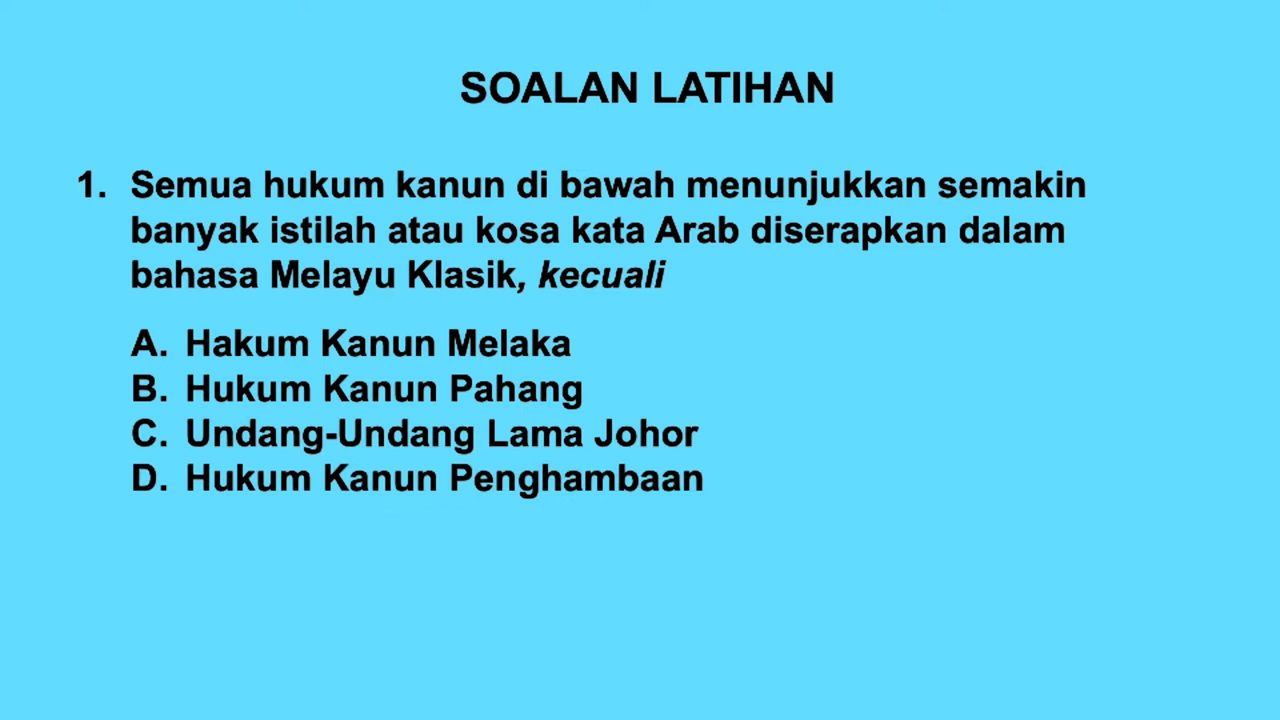 SOALAN LATIHAN
1. Semua hukum kanun di bawah menunjukkan semakin
banyak istilah atau kosa kata Arab diserapkan dalam
bahasa Melayu Klasik, kecuali
A. Hakum Kanun Melaka
B. Hukum Kanun Pahang
C. Undang-Undang Lama Johor
D. Hukum Kanun Penghambaan